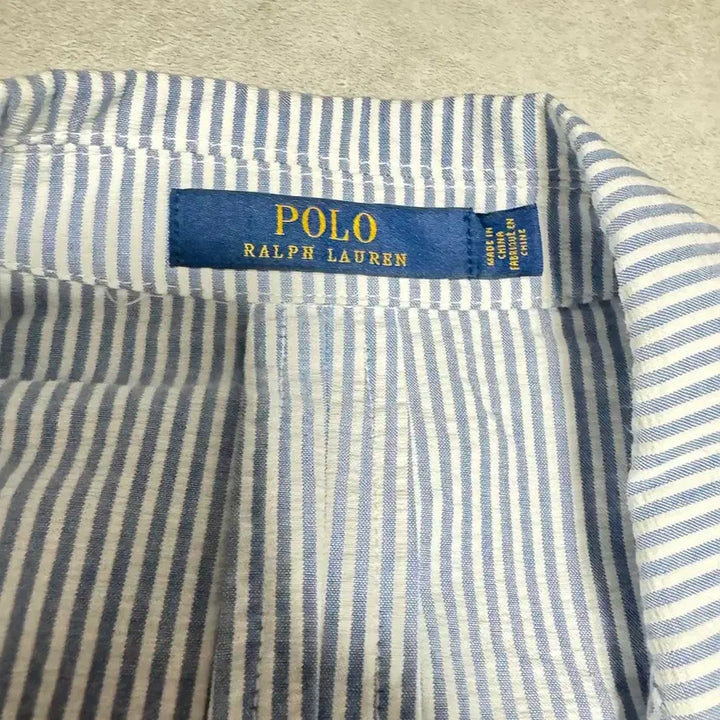 POLO
RALPH LAUREN
MADE IN
CHINA
FABRIQUÉ EN
CHINE